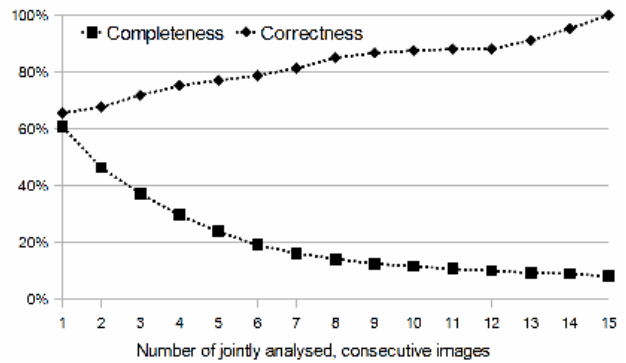 100%
Completeness Correctness
80%
60%
40%
20%
0%
1 2 3 4 5 6 7 8 9 10 11 12 13 14 15
Number of jointly analysed, consecutive images